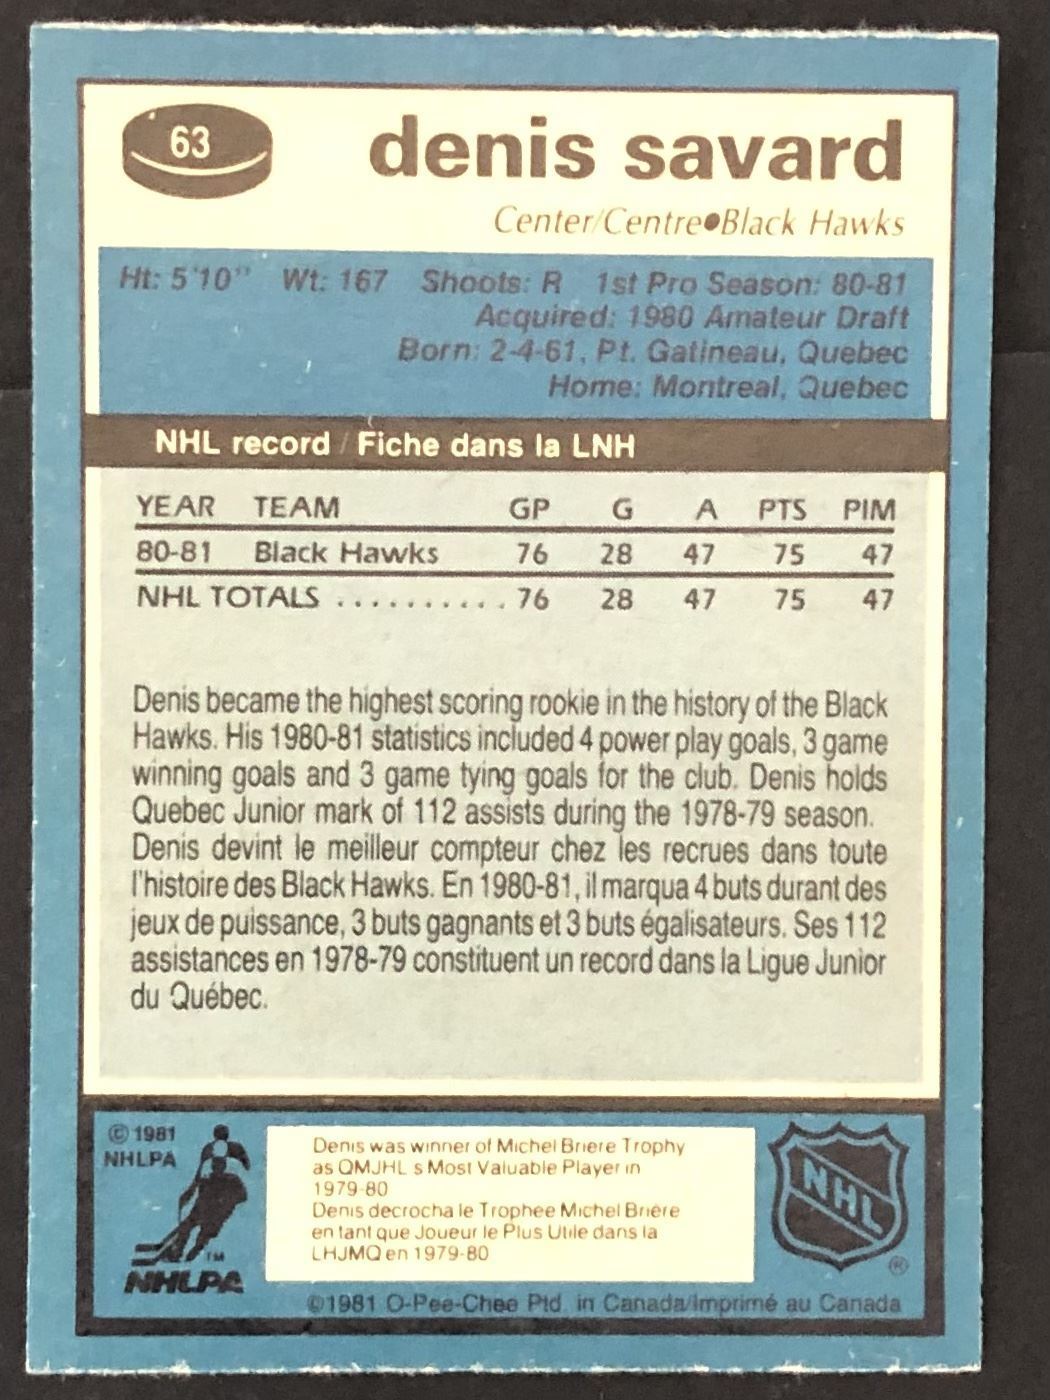 63
denis savard
Center/Centre●Black Hawks
Ht: 5'10" Wt: 167 Shoots: R 1st Pro Season: 80-81
Acquired: 1980 Amateur Draft
Born: 2-4-61, Pt. Gatineau, Quebec
Home: Montreal, Quebec
NHL record / Fiche dans la LNH
YEAR TEAM GP G A PTS PIM
80-81 Black Hawks 76 28 47 75 47
NHL TOTALS .......... 76 28 47 75 47
Denis became the highest scoring rookie in the history of the Black
Hawks. His 1980-81 statistics included 4 power play goals, 3 game
winning goals and 3 game tying goals for the club. Denis holds
Quebec Junior mark of 112 assists during the 1978-79 season.
Denis devint le meilleur compteur chez les recrues dans toute
l'histoire des Black Hawks. En 1980-81, il marqua 4 buts durant des
jeux de puissance, 3 buts gagnants et 3 buts égalisateurs. Ses 112
assistances en 1978-79 constituent un record dans la Ligue Junior
du Québec.
© 1981
NHLPA
TM
NHLPA
Denis was winner of Michel Briere Trophy
as QMJHL s Most Valuable Player in
1979-80
Denis decrocha le Trophee Michel Brière
en tant que Joueur le Plus Utile dans la
LHJMQ en 1979-80
NHL
®
©1981 O-Pee-Chee Ptd. in Canada/Imprimé au Canada